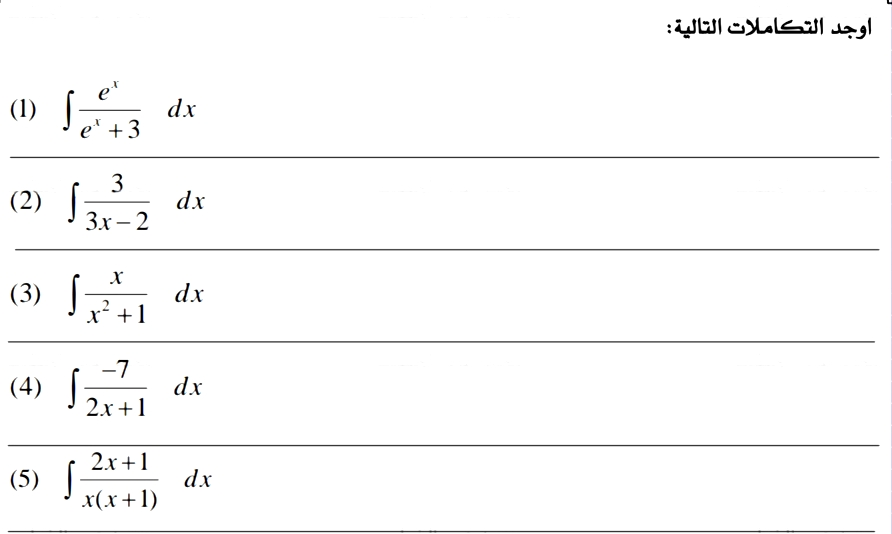 اوجد التكاملات التالية:
(1) ∫ e^x / (e^x + 3) dx
(2) ∫ 3 / (3x − 2) dx
(3) ∫ x / (x² + 1) dx
(4) ∫ −7 / (2x + 1) dx
(5) ∫ (2x + 1) / (x(x + 1)) dx